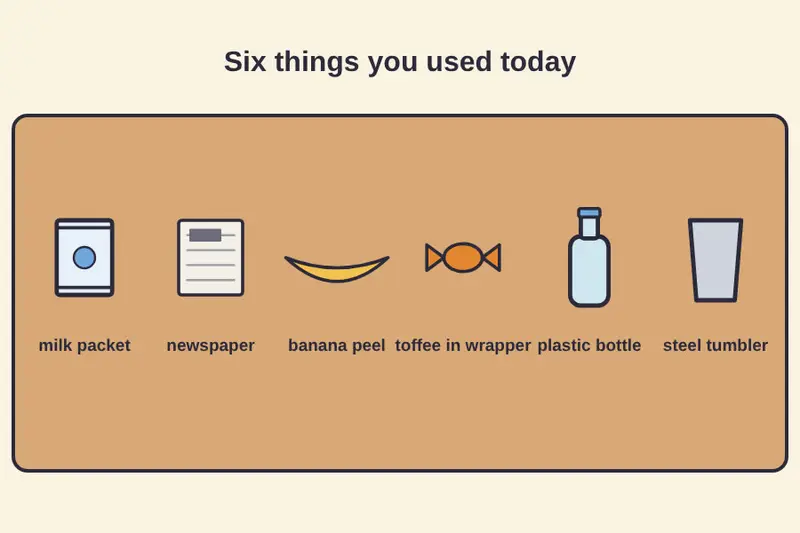 Six things you used today
milk packet
newspaper
banana peel
toffee in wrapper
plastic bottle
steel tumbler